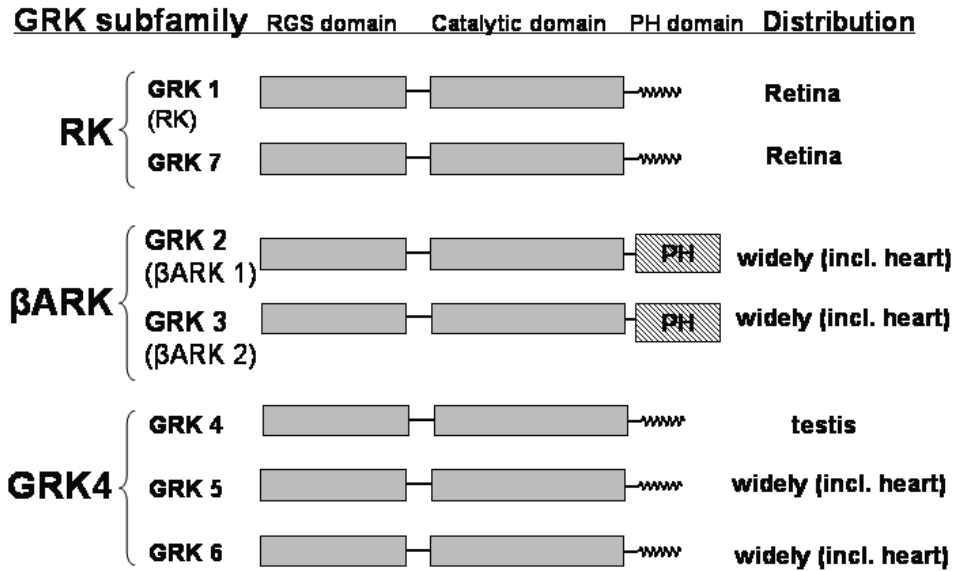 GRK subfamily RGS domain Catalytic domain PH domain Distribution
RK
GRK 1
(RK)
Retina
GRK 7
Retina
βARK
GRK 2
(βARK 1)
PH
widely (incl. heart)
GRK 3
(βARK 2)
PH
widely (incl. heart)
GRK4
GRK 4
testis
GRK 5
widely (incl. heart)
GRK 6
widely (incl. heart)